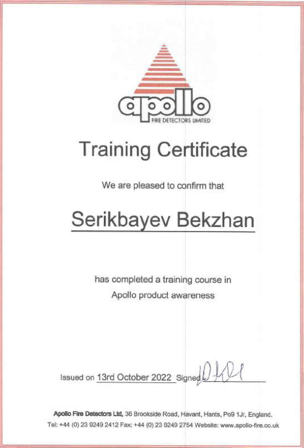 apollo
FIRE DETECTORS LIMITED
Training Certificate
We are pleased to confirm that
Serikbayev Bekzhan
has completed a training course in
Apollo product awareness
Issued on 13rd October 2022 Signed
Apollo Fire Detectors Ltd, 36 Brookside Road, Havant, Hants, Po9 1Jr, England.
Tel: +44 (0) 23 9249 2412 Fax: +44 (0) 23 9249 2754 Website: www.apollo-fire.co.uk